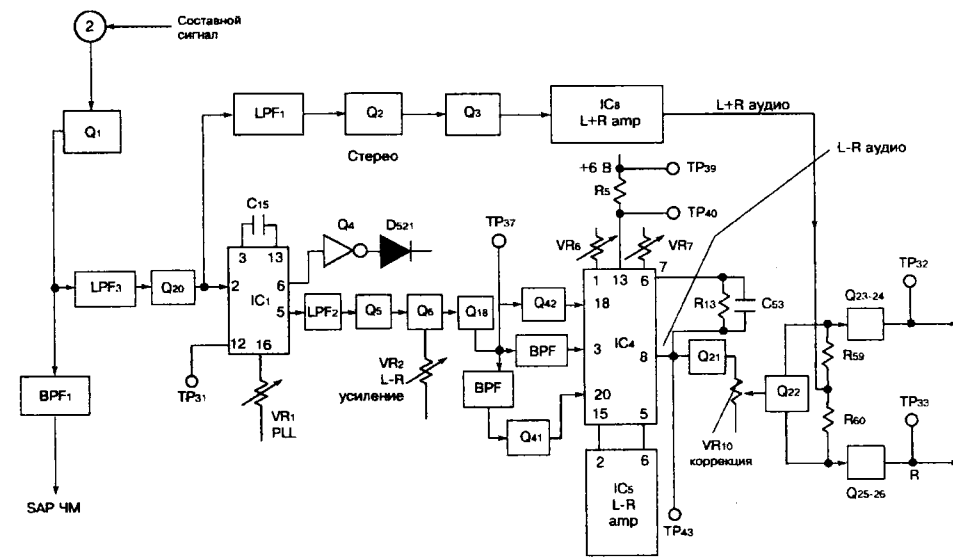 2
Составной
сигнал
Q1
LPF1
Q2
Q3
IC8
L+R amp
L+R аудио
Стерео
L-R аудио
+6 В
TP39
R5
TP40
C15
Q4
D521
TP37
VR6
VR7
3
13
6
2
IC1
5
12
16
LPF3
Q20
LPF2
Q5
Q6
Q18
Q42
BPF
BPF
Q41
1
13
6
7
18
IC4
3
8
20
15
5
R13
C53
Q21
Q22
Q23-24
TP32
R59
R60
TP33
R
Q25-26
VR10
коррекция
TP31
VR1
PLL
VR2
L-R
усиление
BPF1
SAP ЧМ
2
6
IC5
L-R
amp
TP43